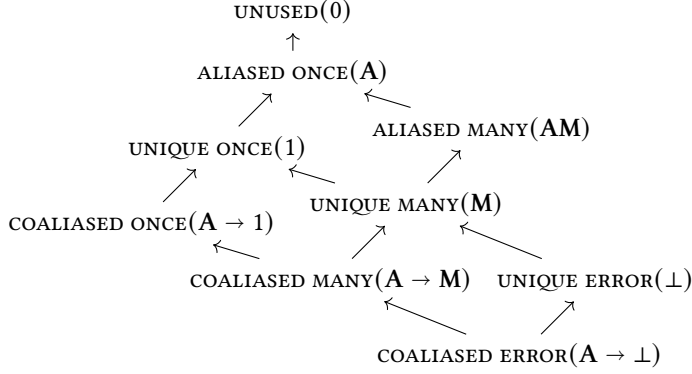 UNUSED(0)
ALIASED ONCE(A)
ALIASED MANY(AM)
UNIQUE ONCE(1)
UNIQUE MANY(M)
COALIASED ONCE(A → 1)
COALIASED MANY(A → M)
UNIQUE ERROR(⊥)
COALIASED ERROR(A → ⊥)